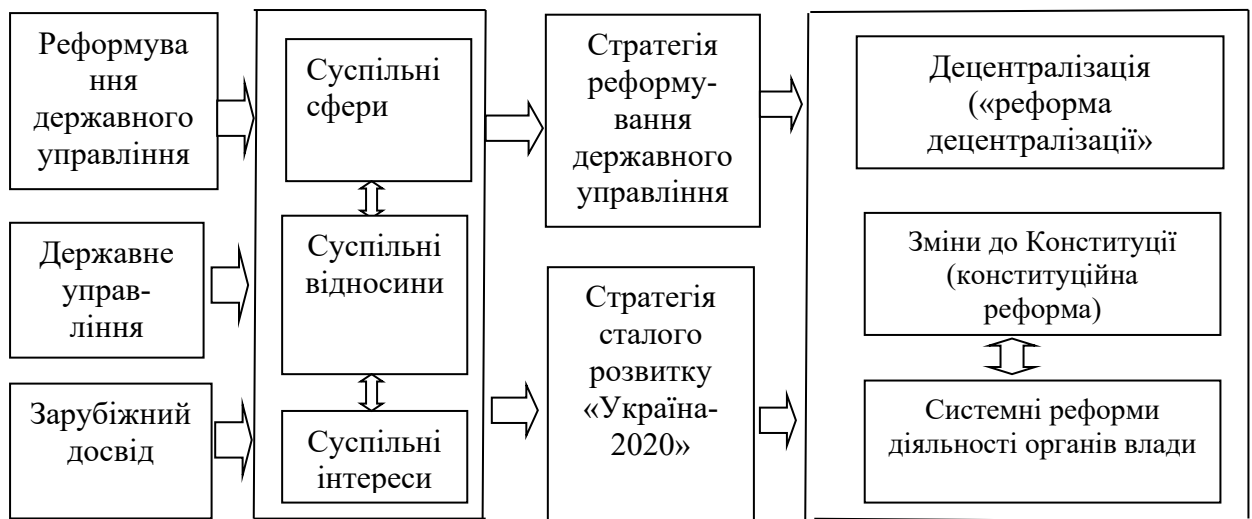 Реформува
ння
державного
управління
Державне
управ-
ління
Зарубіжний
досвід
Суспільні
сфери
Суспільні
відносини
Суспільні
інтереси
Стратегія
реформу-
вання
державного
управління
Стратегія
сталого
розвитку
«Україна-
2020»
Децентралізація
(«реформа
децентралізації»
Зміни до Конституції
(конституційна
реформа)
Системні реформи
діяльності органів влади